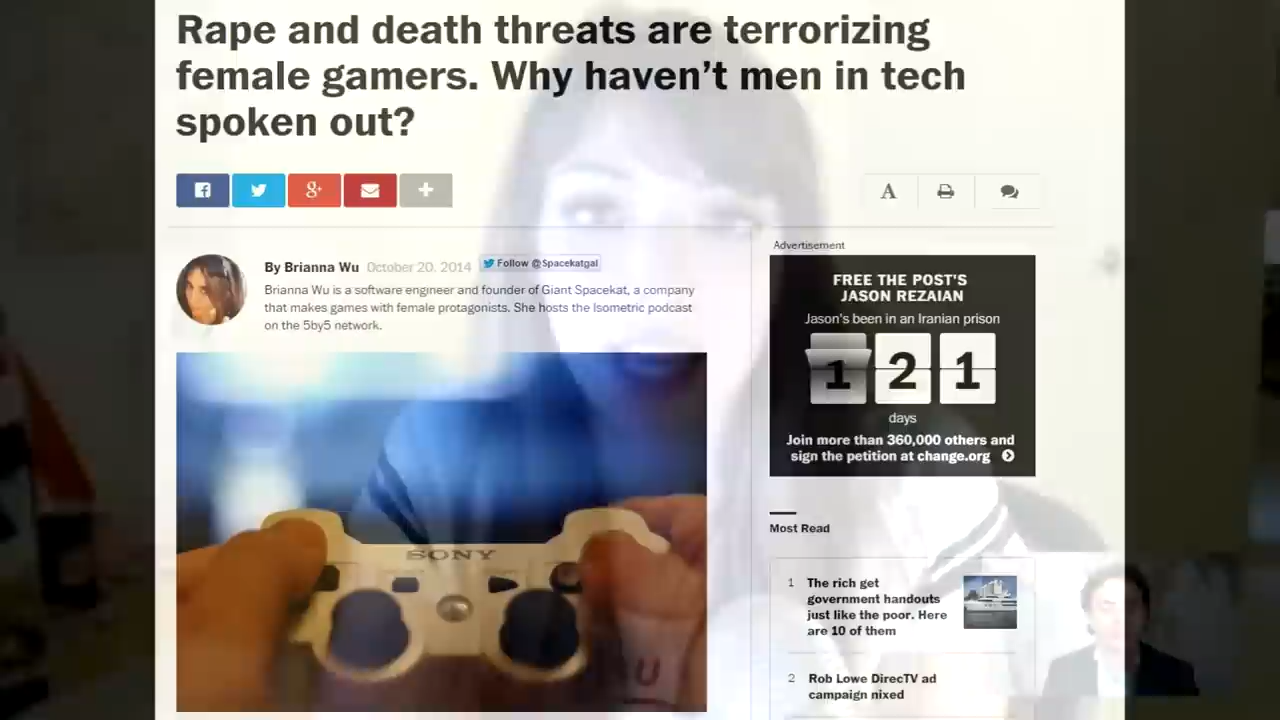 Rape and death threats are terrorizing
female gamers. Why haven't men in tech
spoken out?
A
By Brianna Wu October 20, 2014 Follow @Spacekatgal
Brianna Wu is a software engineer and founder of Giant Spacekat, a company
that makes games with female protagonists. She hosts the Isometric podcast
on the 5by5 network.
SONY
Advertisement
FREE THE POST'S
JASON REZAIAN
Jason's been in an Iranian prison
1 2 1
days
Join more than 360,000 others and
sign the petition at change.org
Most Read
1 The rich get
government handouts
just like the poor. Here
are 10 of them
2 Rob Lowe DirecTV ad
campaign nixed